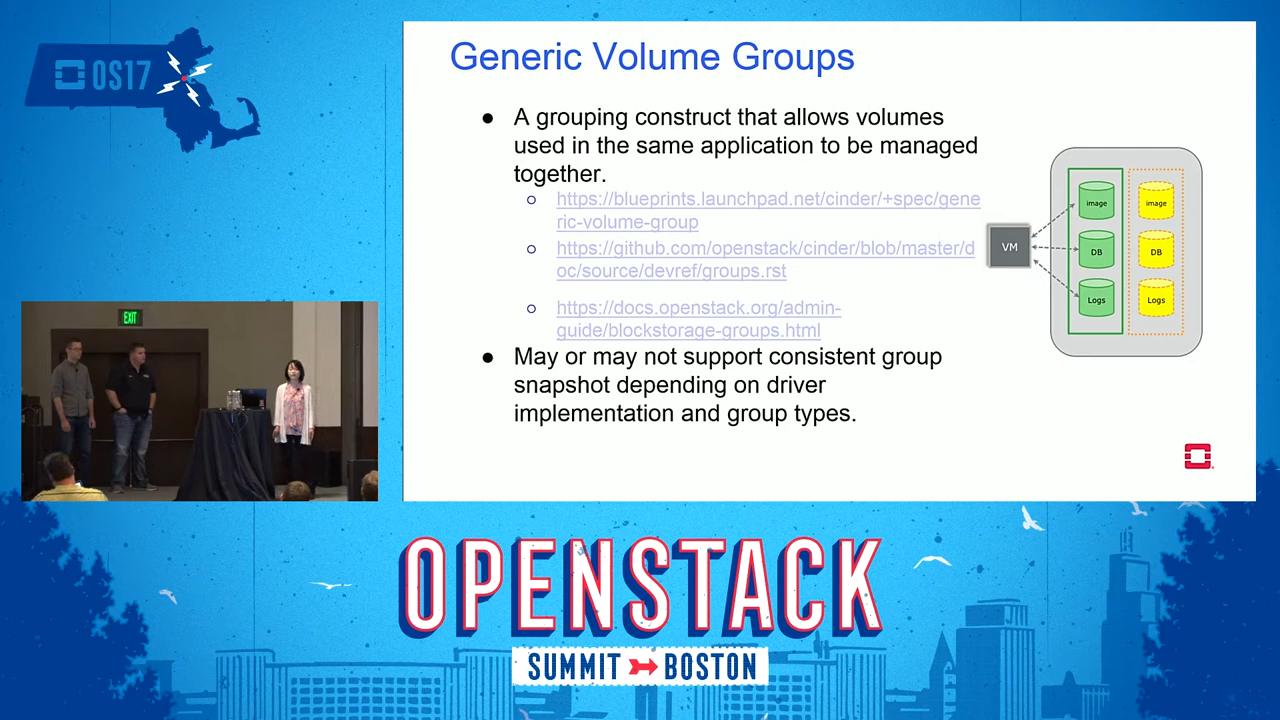 OS17
Generic Volume Groups
● A grouping construct that allows volumes
used in the same application to be managed
together.
○ https://blueprints.launchpad.net/cinder/+spec/gene
ric-volume-group
○ https://github.com/openstack/cinder/blob/master/d
oc/source/devref/groups.rst
○ https://docs.openstack.org/admin-
guide/blockstorage-groups.html
● May or may not support consistent group
snapshot depending on driver
implementation and group types.
VM
image
image
DB
DB
Logs
Logs
EXIT
OPENSTACK
SUMMIT BOSTON